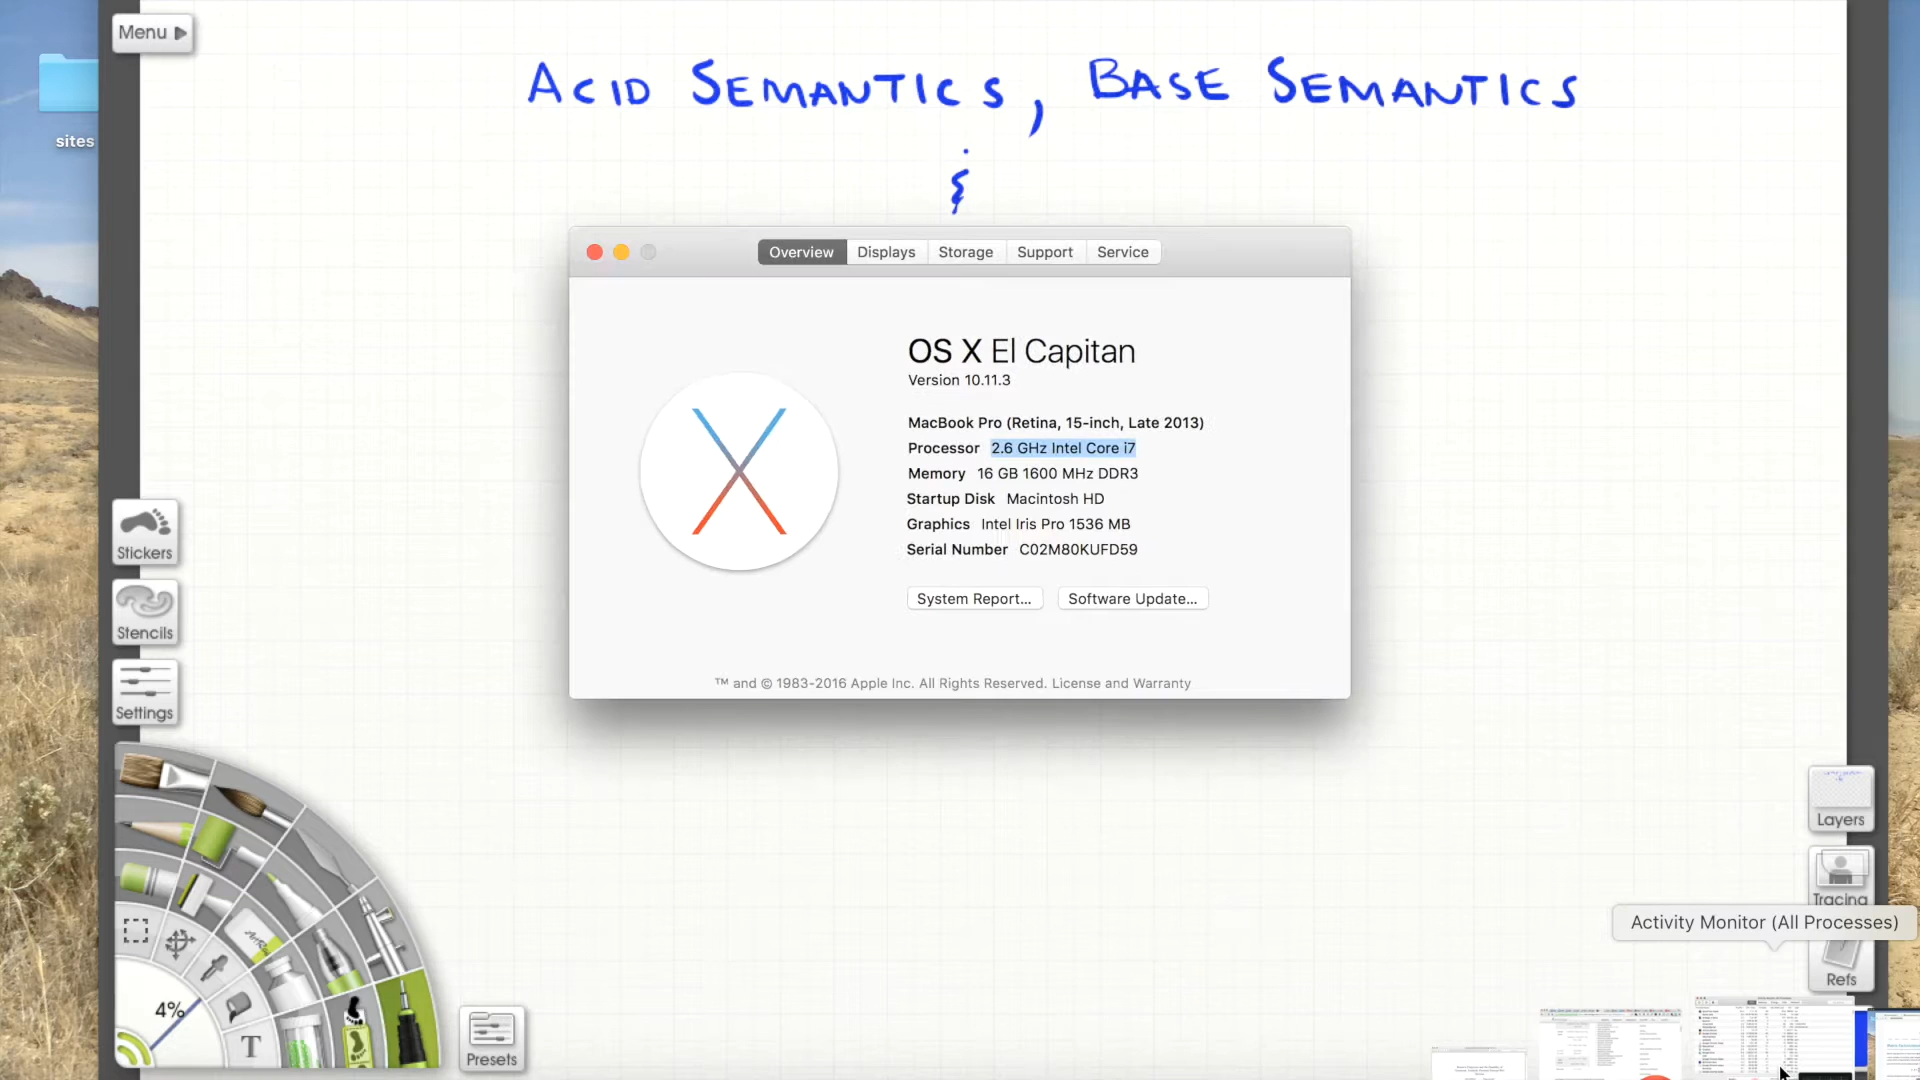 Menu
ACID SEMANTICS, BASE SEMANTICS
&
sites
Overview
Displays
Storage
Support
Service
OS X El Capitan
Version 10.11.3
MacBook Pro (Retina, 15-inch, Late 2013)
Processor 2.6 GHz Intel Core i7
Memory 16 GB 1600 MHz DDR3
Startup Disk Macintosh HD
Graphics Intel Iris Pro 1536 MB
Serial Number C02M80KUFD59
System Report...
Software Update...
™ and © 1983-2016 Apple Inc. All Rights Reserved. License and Warranty
Stickers
Stencils
Settings
Layers
Tracing
Activity Monitor (All Processes)
Refs
4%
T
Presets